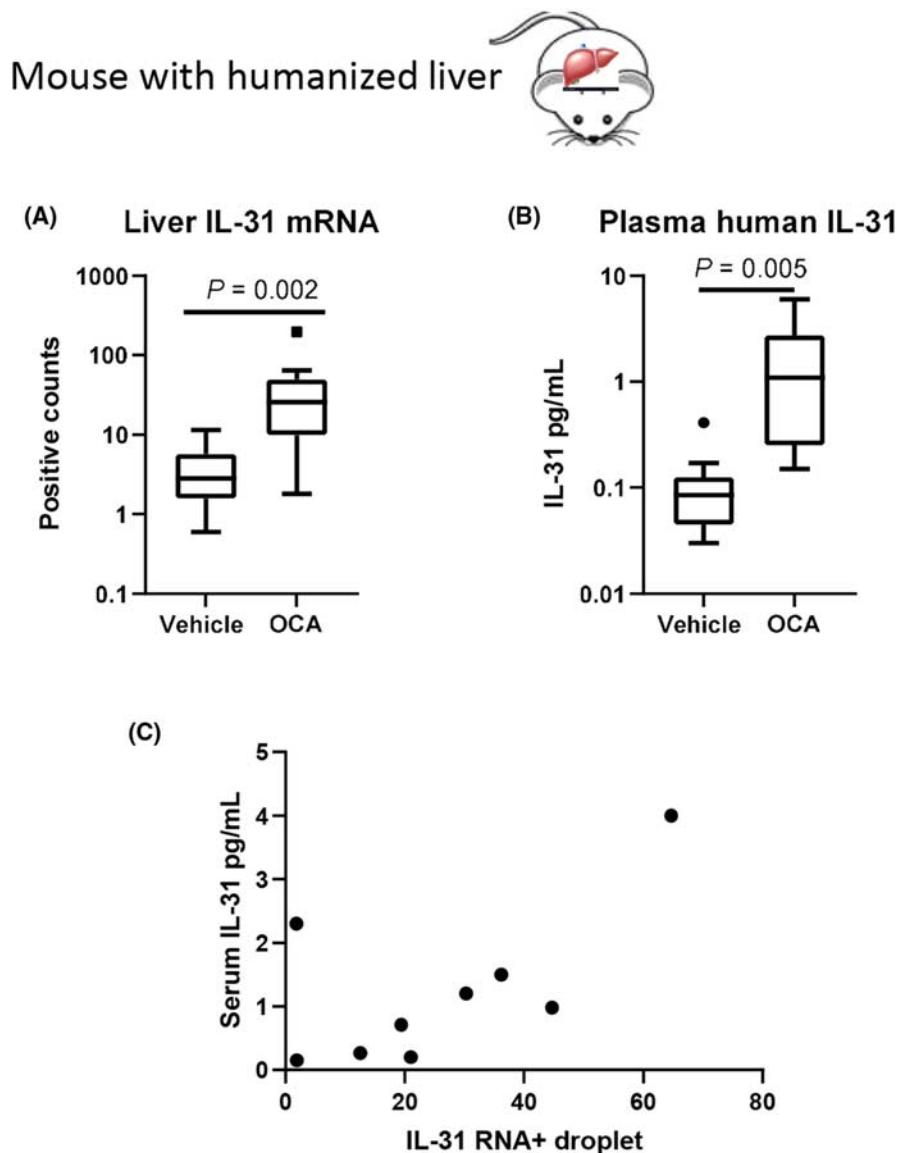 Mouse with humanized liver
(A) Liver IL-31 mRNA
P = 0.002
1000
100
10
1
0.1
Positive counts
Vehicle OCA
(B) Plasma human IL-31
P = 0.005
10
1
0.1
0.01
IL-31 pg/mL
Vehicle OCA
(C)
5
4
3
2
1
0
Serum IL-31 pg/mL
0 20 40 60 80
IL-31 RNA+ droplet